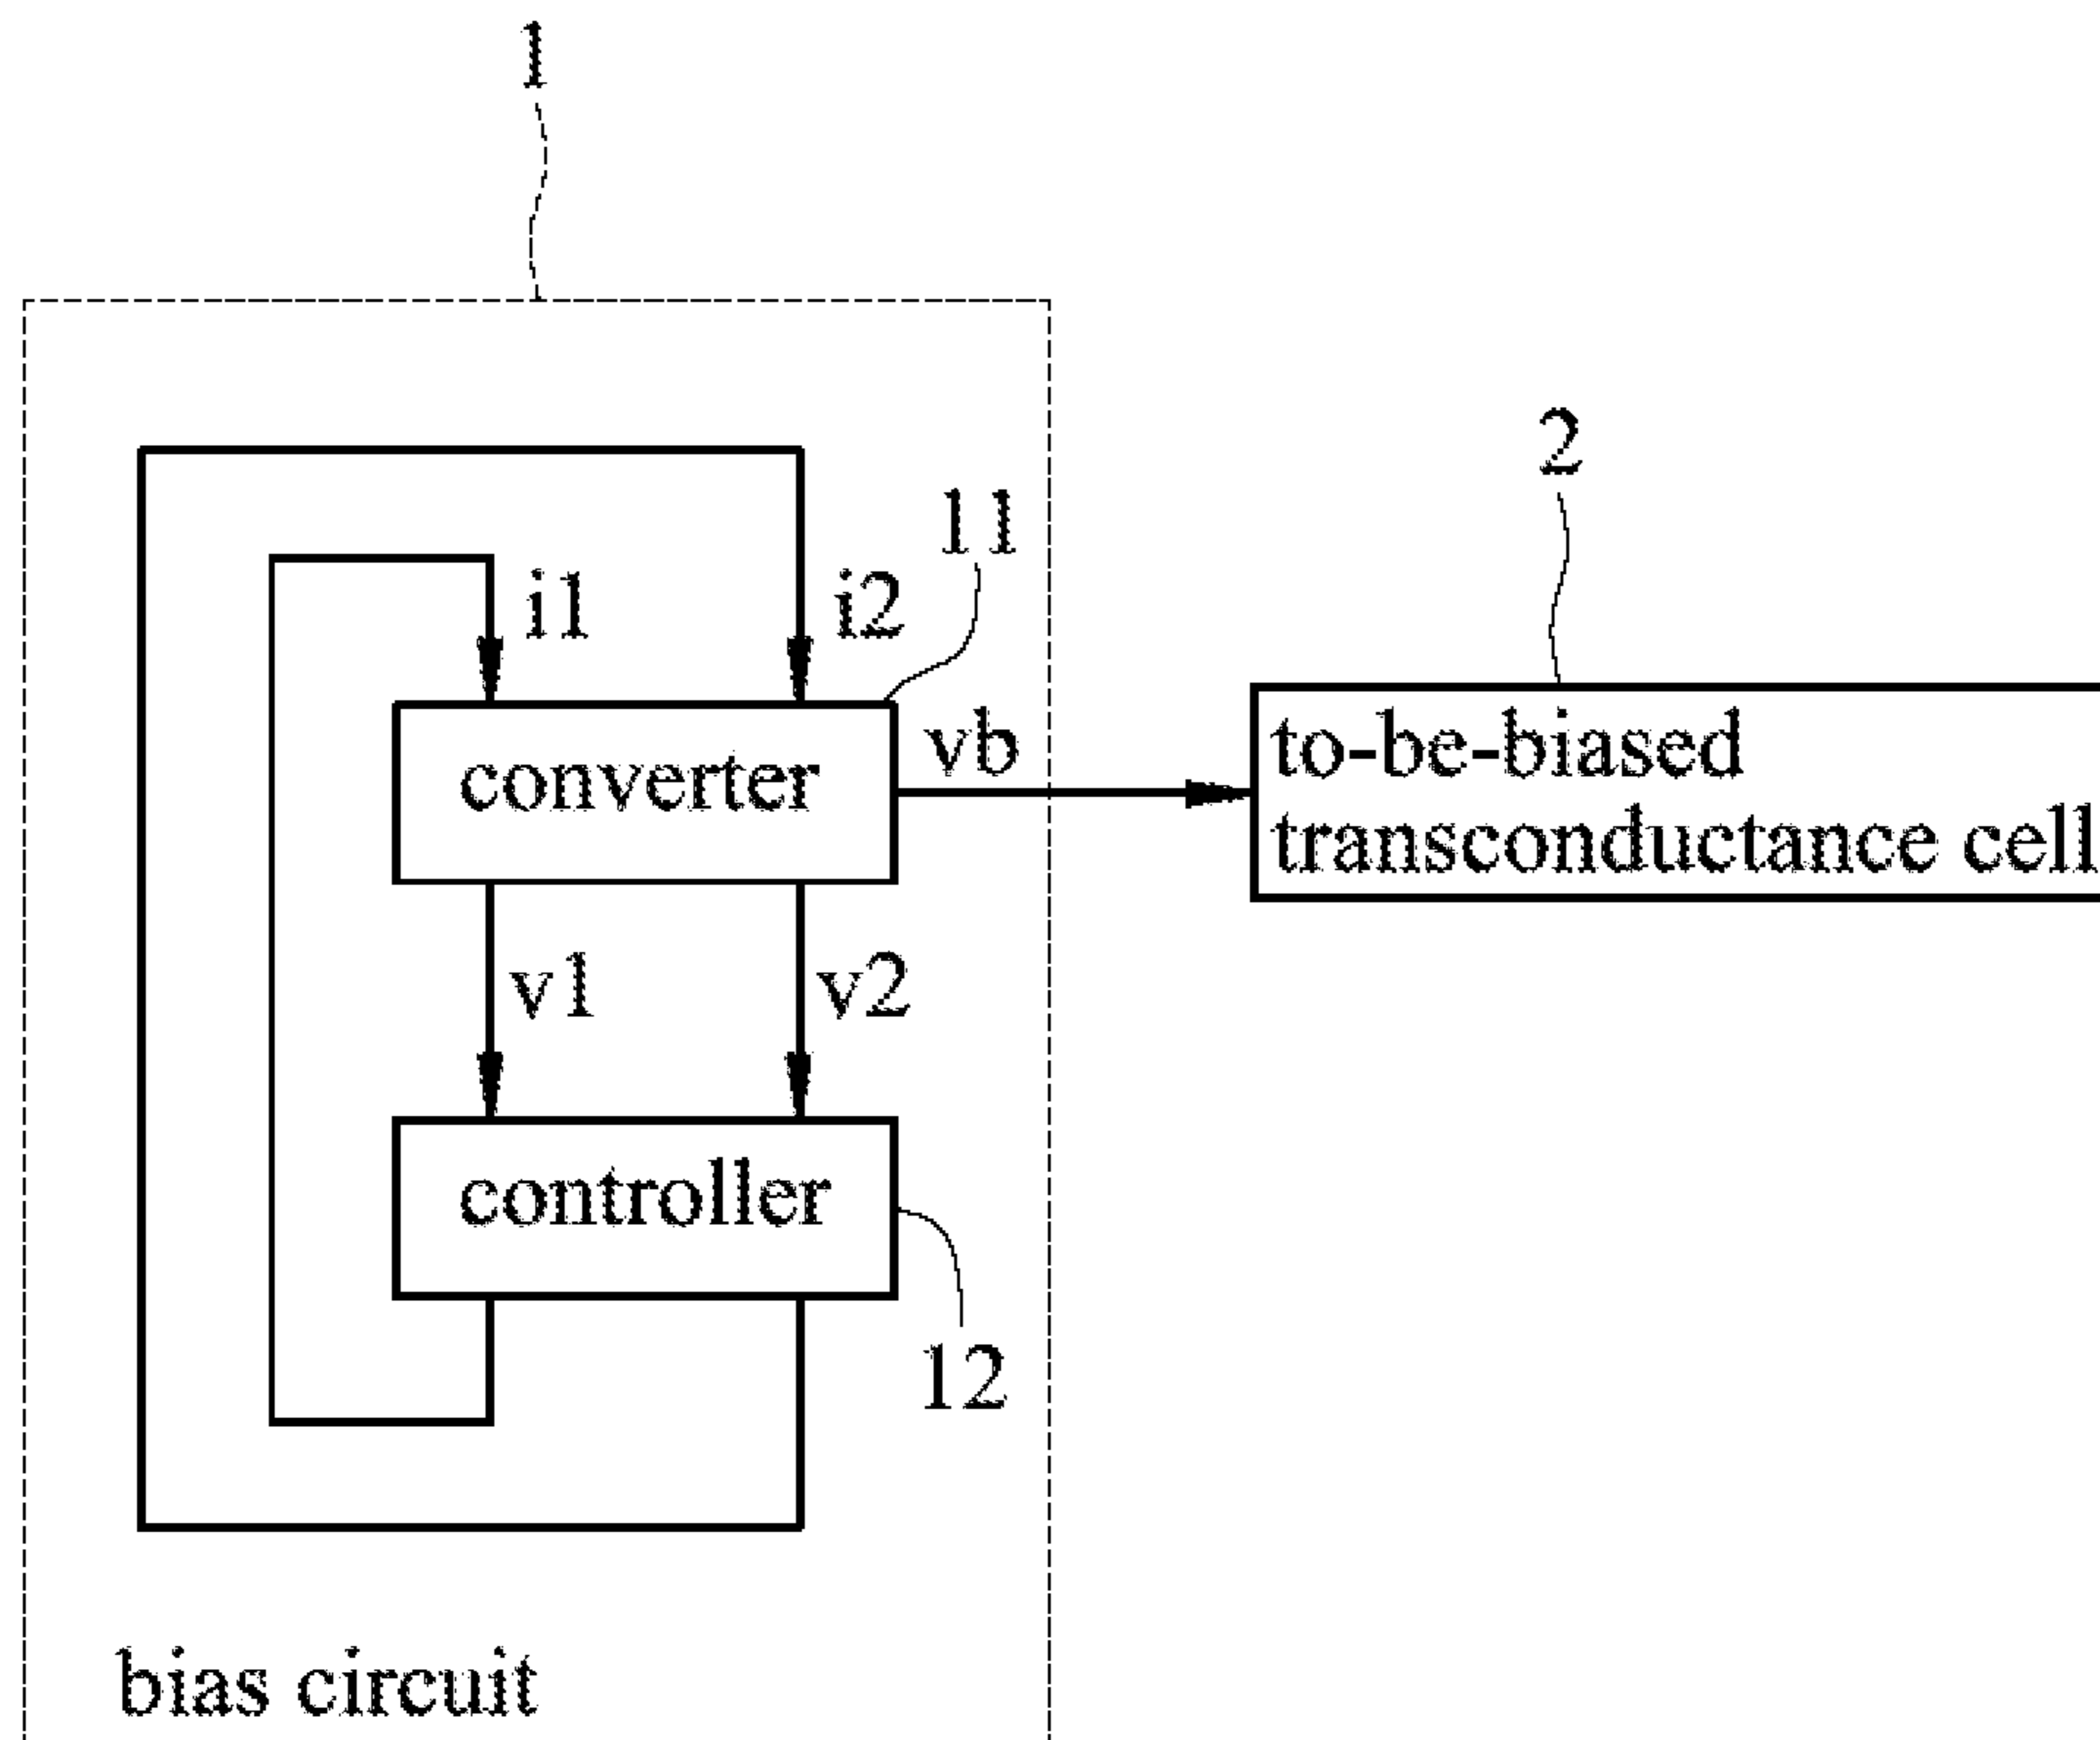 1
2
11
i1
i2
vb
converter
to-be-biased
transconductance cell
v1
v2
controller
12
bias circuit